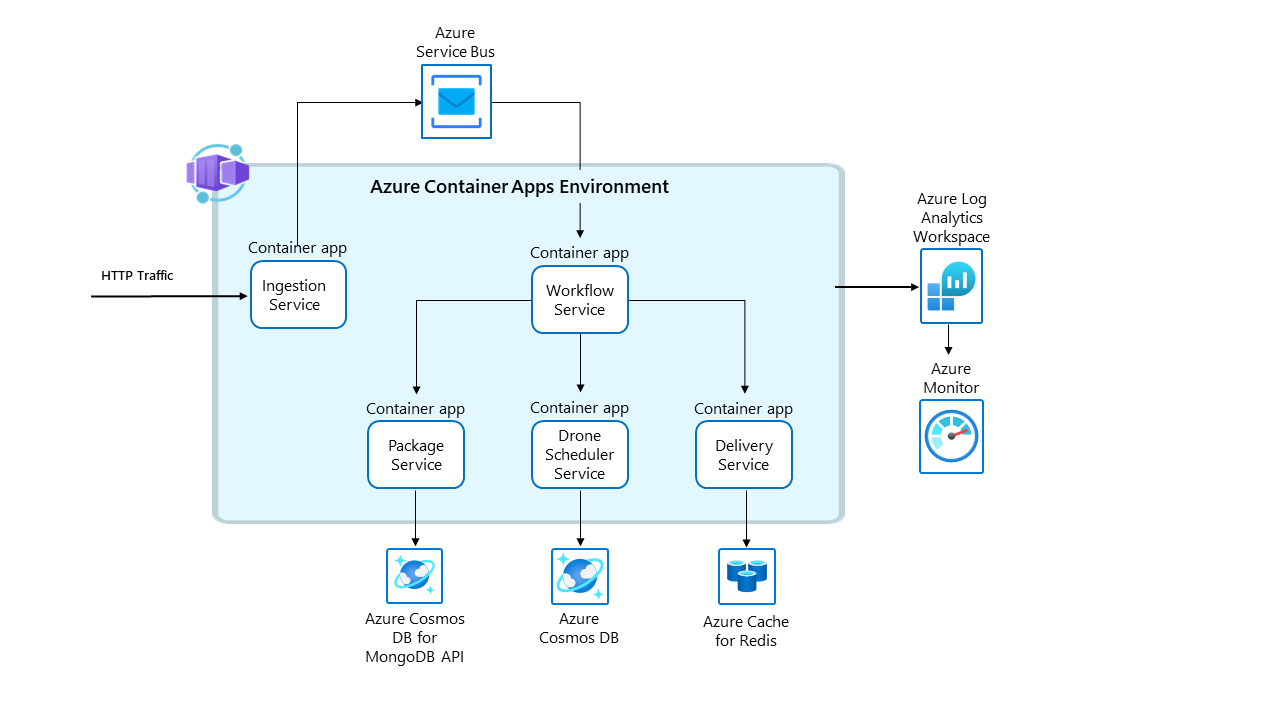 Azure
Service Bus
Azure Container Apps Environment
Azure Log
Analytics
Workspace
Container app
Container app
HTTP Traffic
Ingestion
Service
Workflow
Service
Azure
Monitor
Container app
Container app
Container app
Package
Service
Drone
Scheduler
Service
Delivery
Service
Azure Cosmos
DB for
MongoDB API
Azure
Cosmos DB
Azure Cache
for Redis